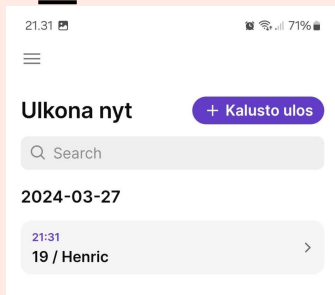 21.31 71%
Ulkona nyt + Kalusto ulos
Search
2024-03-27
21:31
19 / Henric